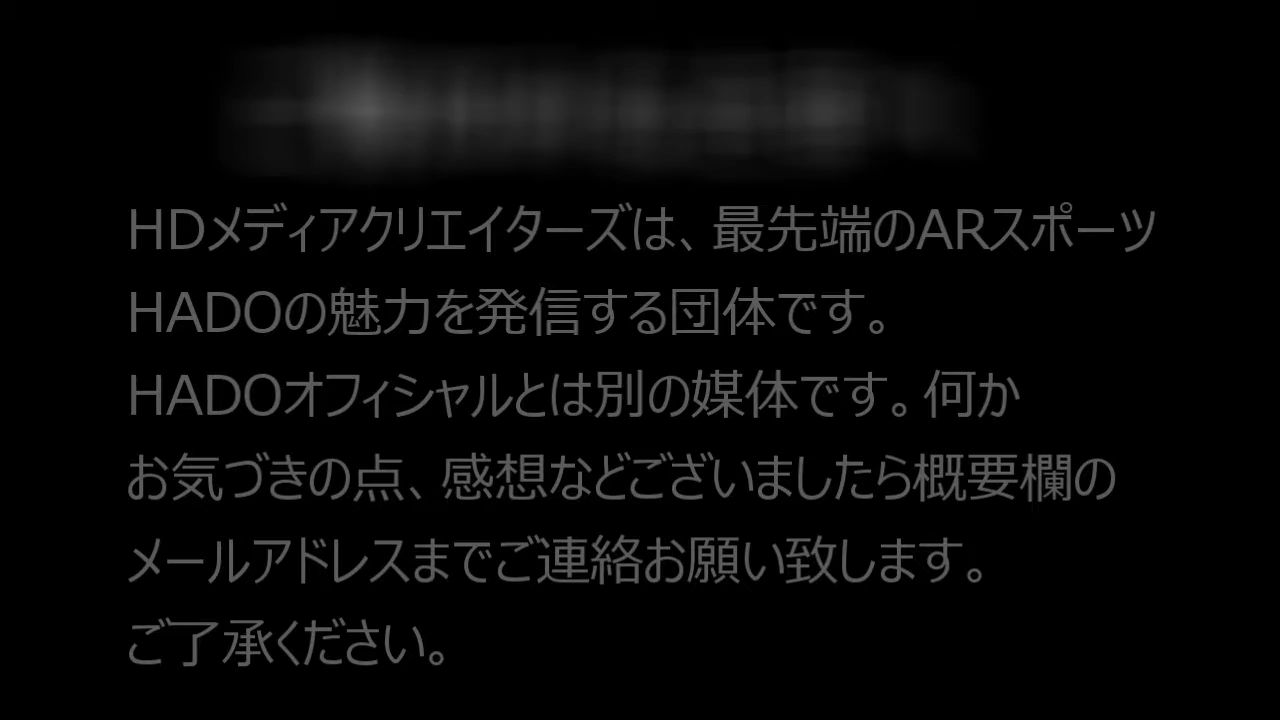 HDメディアクリエイターズは、最先端のARスポーツ
HADOの魅力を発信する団体です。
HADOオフィシャルとは別の媒体です。何か
お気づきの点、感想などございましたら概要欄の
メールアドレスまでご連絡お願い致します。
ご了承ください。